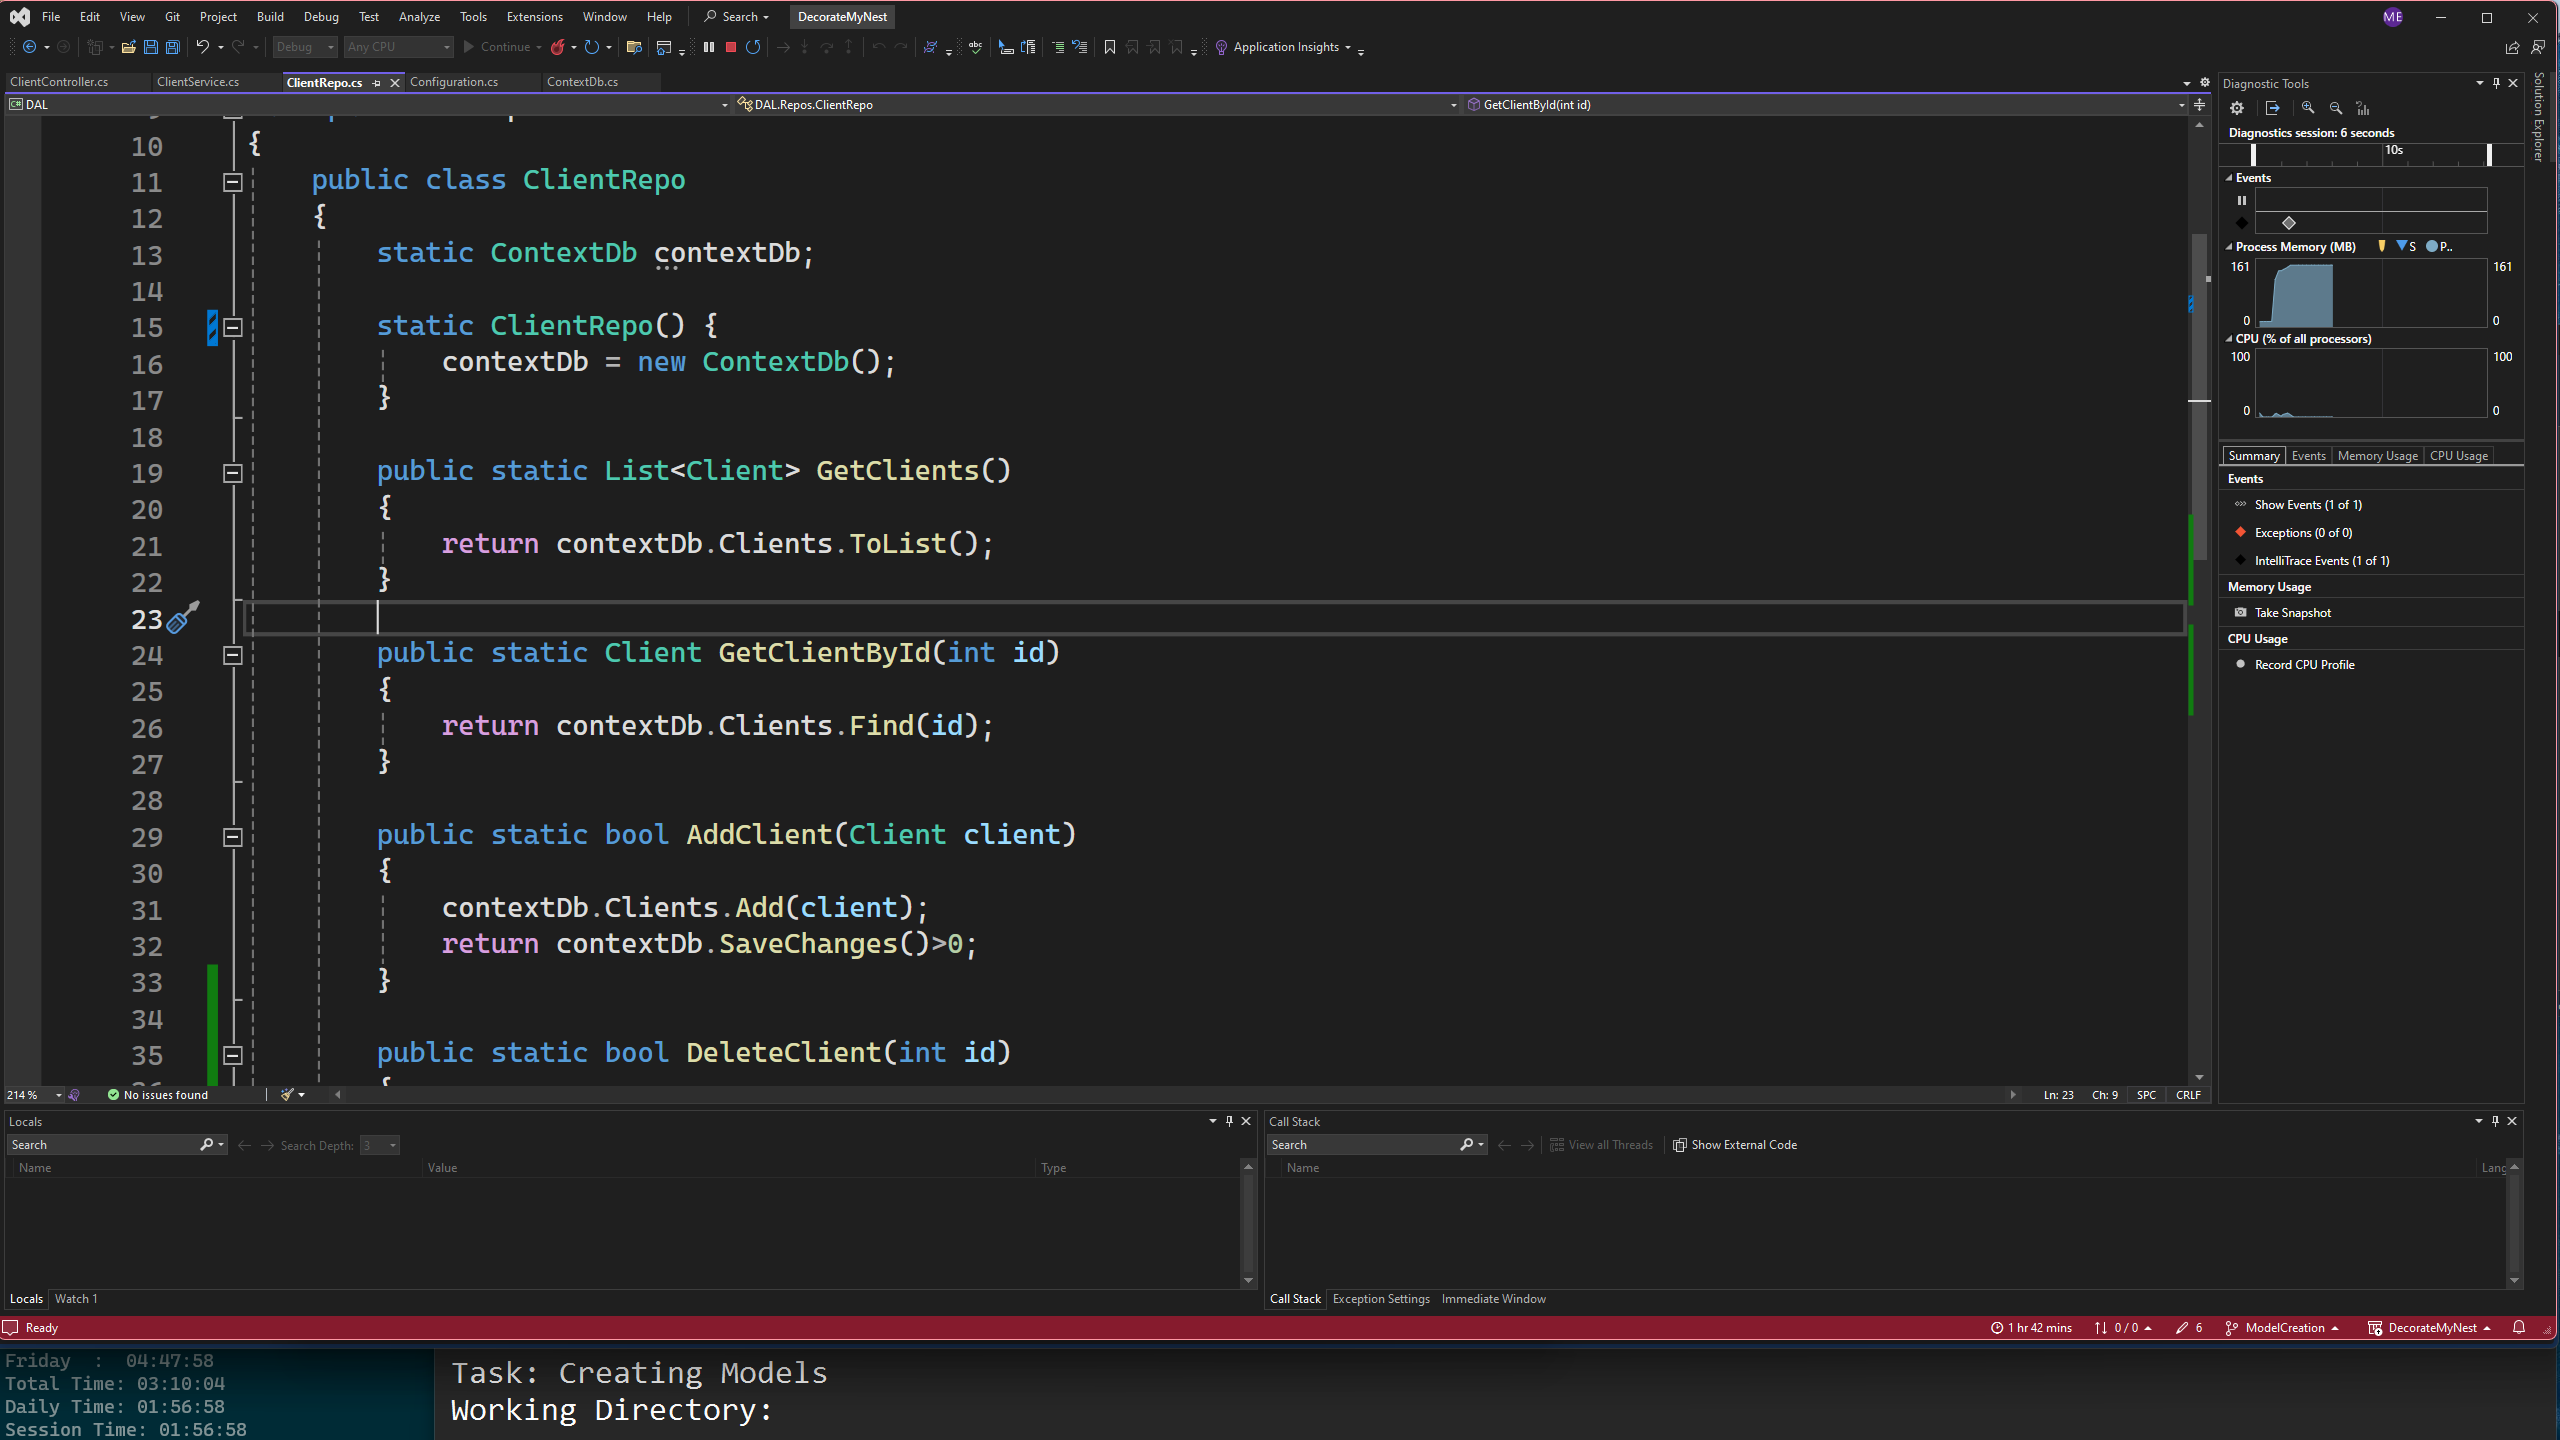 File Edit View Git Project Build Debug Test Analyze Tools Extensions Window Help Search DecorateMyNest ME
Debug Any CPU Continue Application Insights
ClientController.cs ClientService.cs ClientRepo.cs Configuration.cs ContextDb.cs
DAL DAL.Repos.ClientRepo GetClientById(int id)
10 {
11 public class ClientRepo
12 {
13 static ContextDb contextDb;
14
15 static ClientRepo() {
16 contextDb = new ContextDb();
17 }
18
19 public static List<Client> GetClients()
20 {
21 return contextDb.Clients.ToList();
22 }
23
24 public static Client GetClientById(int id)
25 {
26 return contextDb.Clients.Find(id);
27 }
28
29 public static bool AddClient(Client client)
30 {
31 contextDb.Clients.Add(client);
32 return contextDb.SaveChanges()>0;
33 }
34
35 public static bool DeleteClient(int id)
214 % No issues found Ln: 23 Ch: 9 SPC CRLF
Diagnostic Tools
Diagnostics session: 6 seconds
10s
Events
Process Memory (MB) S P..
161 161
0 0
CPU (% of all processors)
100 100
0 0
Summary Events Memory Usage CPU Usage
Events
Show Events (1 of 1)
Exceptions (0 of 0)
IntelliTrace Events (1 of 1)
Memory Usage
Take Snapshot
CPU Usage
Record CPU Profile
Solution Explorer
Locals
Search Search Depth: 3
Name Value Type
Locals Watch 1
Call Stack
Search View all Threads Show External Code
Name Lang
Call Stack Exception Settings Immediate Window
Ready 1 hr 42 mins 0 / 0 6 ModelCreation DecorateMyNest
Friday : 04:47:58
Total Time: 03:10:04
Daily Time: 01:56:58
Session Time: 01:56:58
Task: Creating Models
Working Directory: